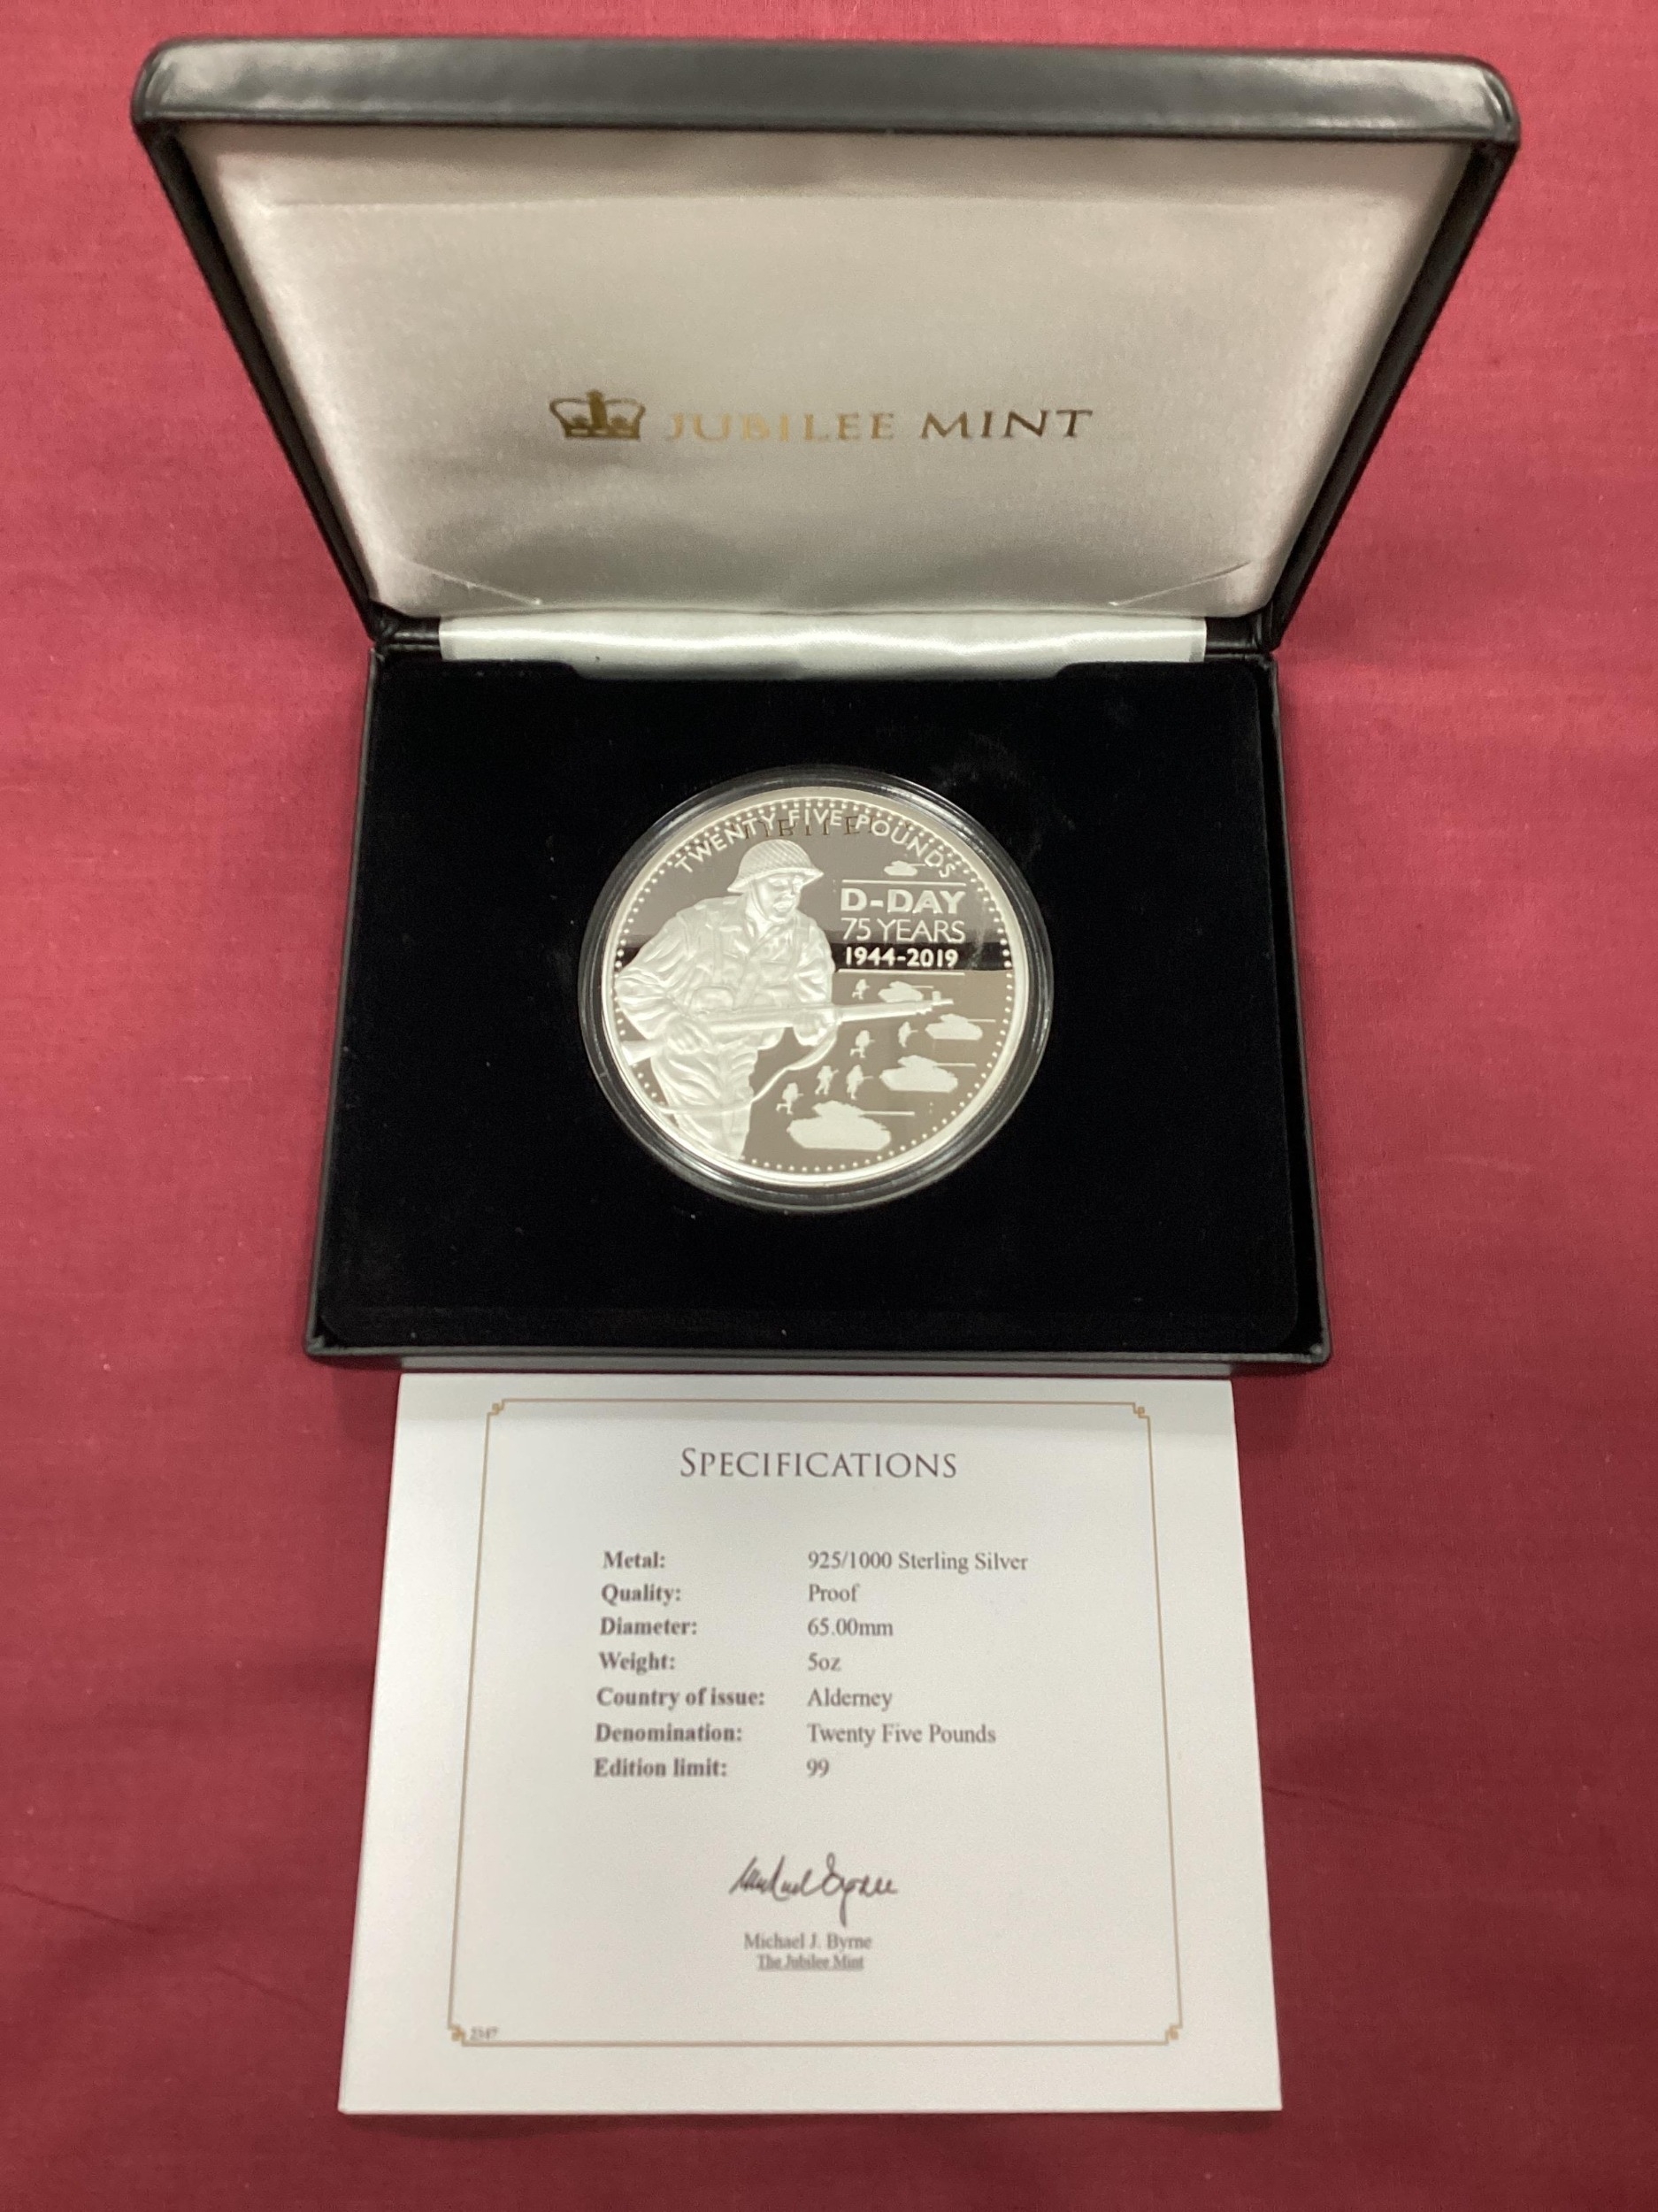 JUBILEE MINT
TWENTY FIVE POUNDS
D-DAY
75 YEARS
1944-2019
SPECIFICATIONS
Metal: 925/1000 Sterling Silver
Quality: Proof
Diameter: 65.00mm
Weight: 5oz
Country of issue: Alderney
Denomination: Twenty Five Pounds
Edition limit: 99
Michael J. Byrne
The Jubilee Mint
2347